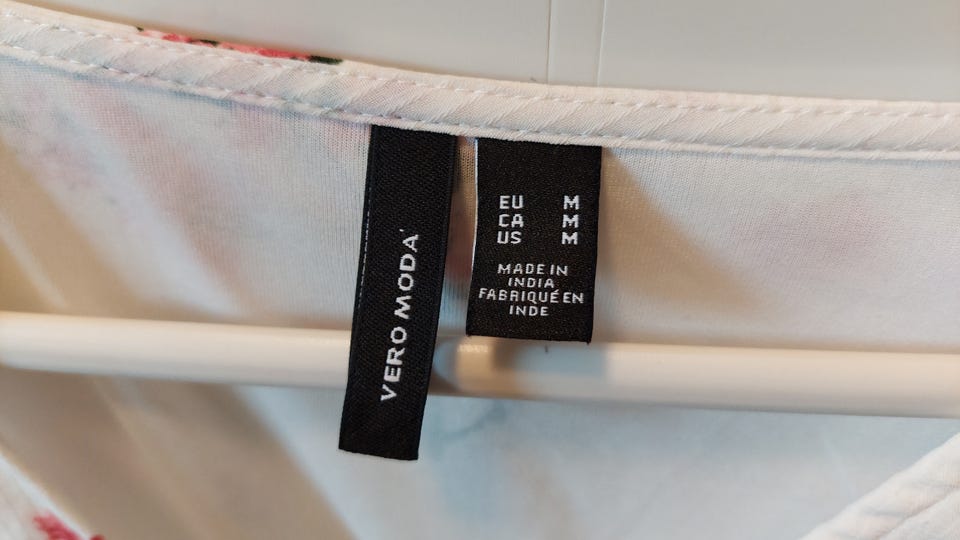 VERO MODA
EU M
CA M
US M
MADE IN
INDIA
FABRIQUÉ EN
INDE